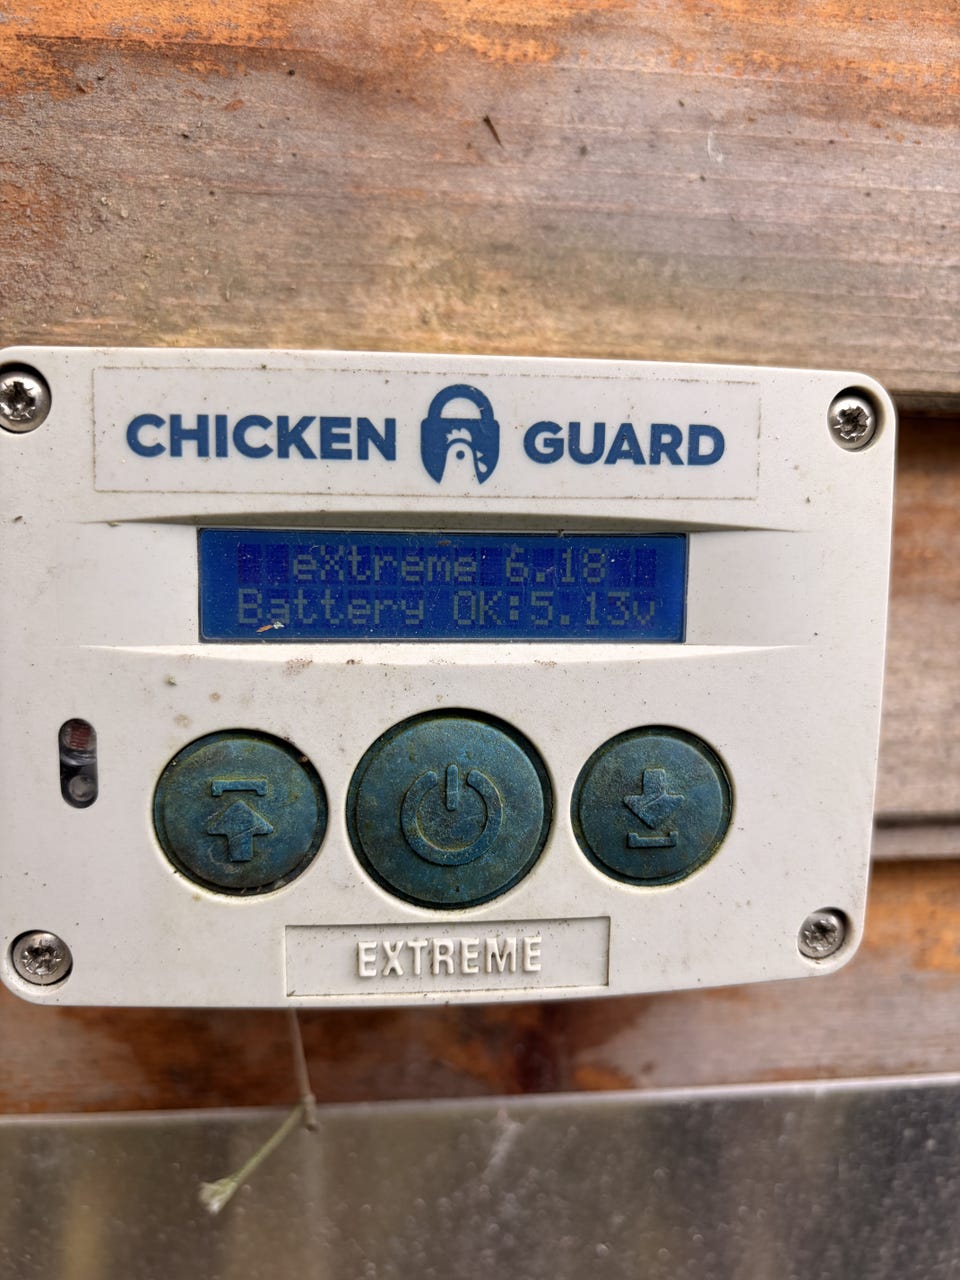 CHICKEN GUARD
eXtreme 6.18
Battery OK:5.13v
EXTREME